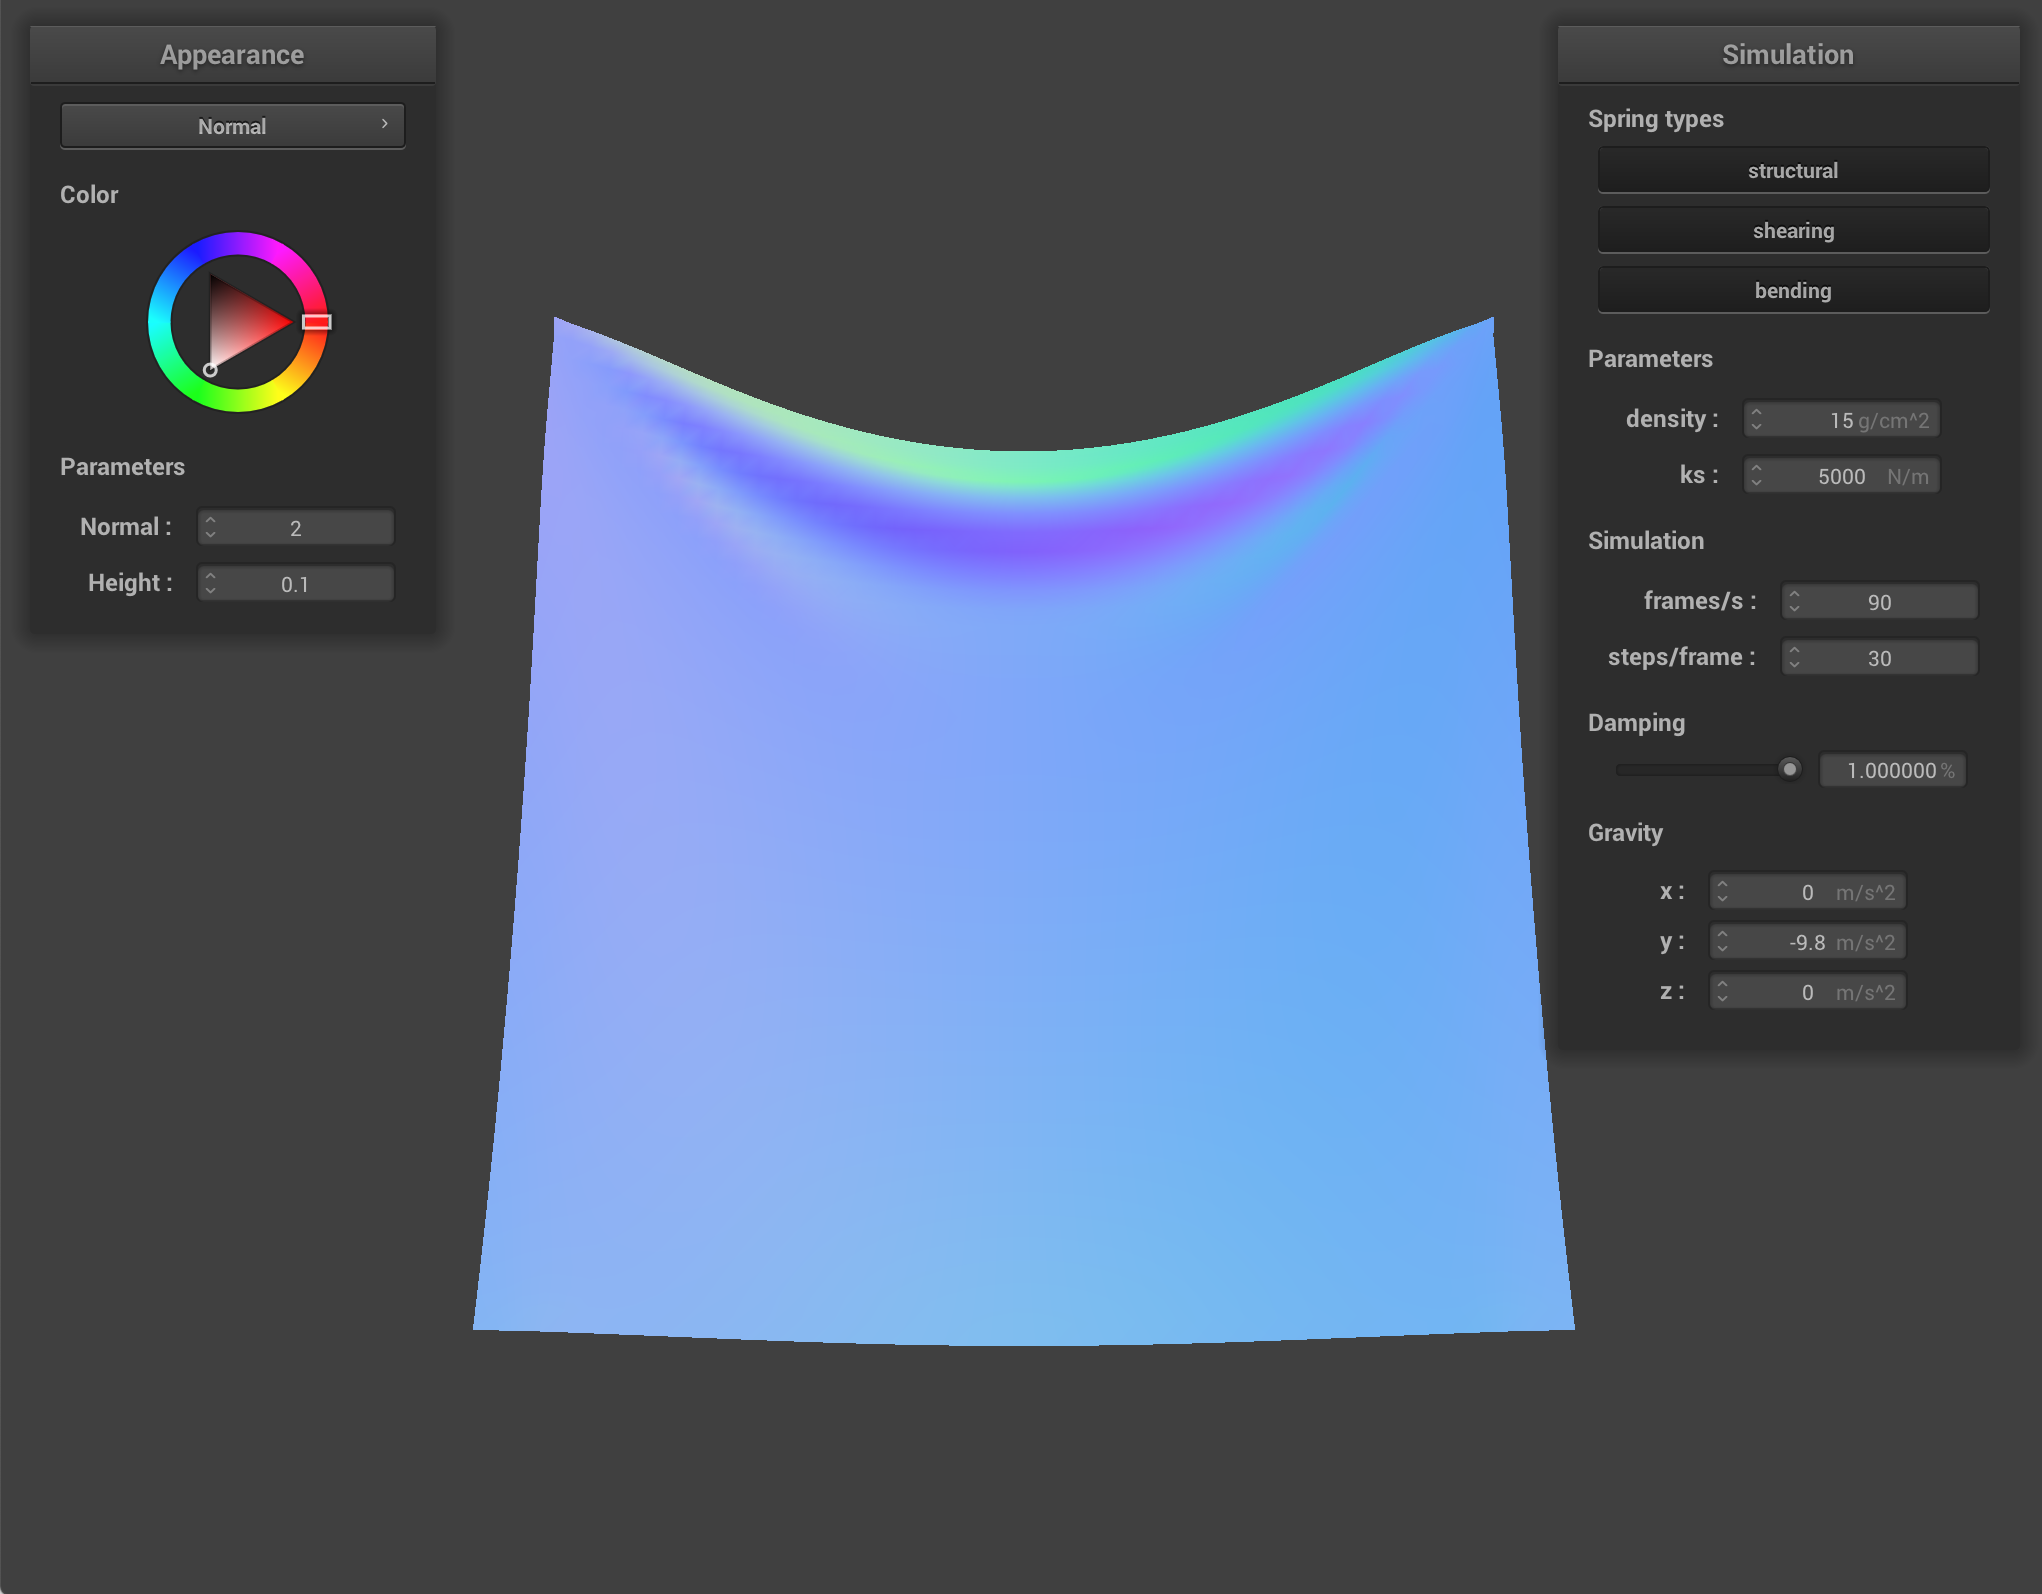 Appearance
Normal
Color
Parameters
Normal : 2
Height : 0.1
Simulation
Spring types
structural
shearing
bending
Parameters
density : 15 g/cm^2
ks : 5000 N/m
Simulation
frames/s : 90
steps/frame : 30
Damping
1.000000 %
Gravity
x : 0 m/s^2
y : -9.8 m/s^2
z : 0 m/s^2